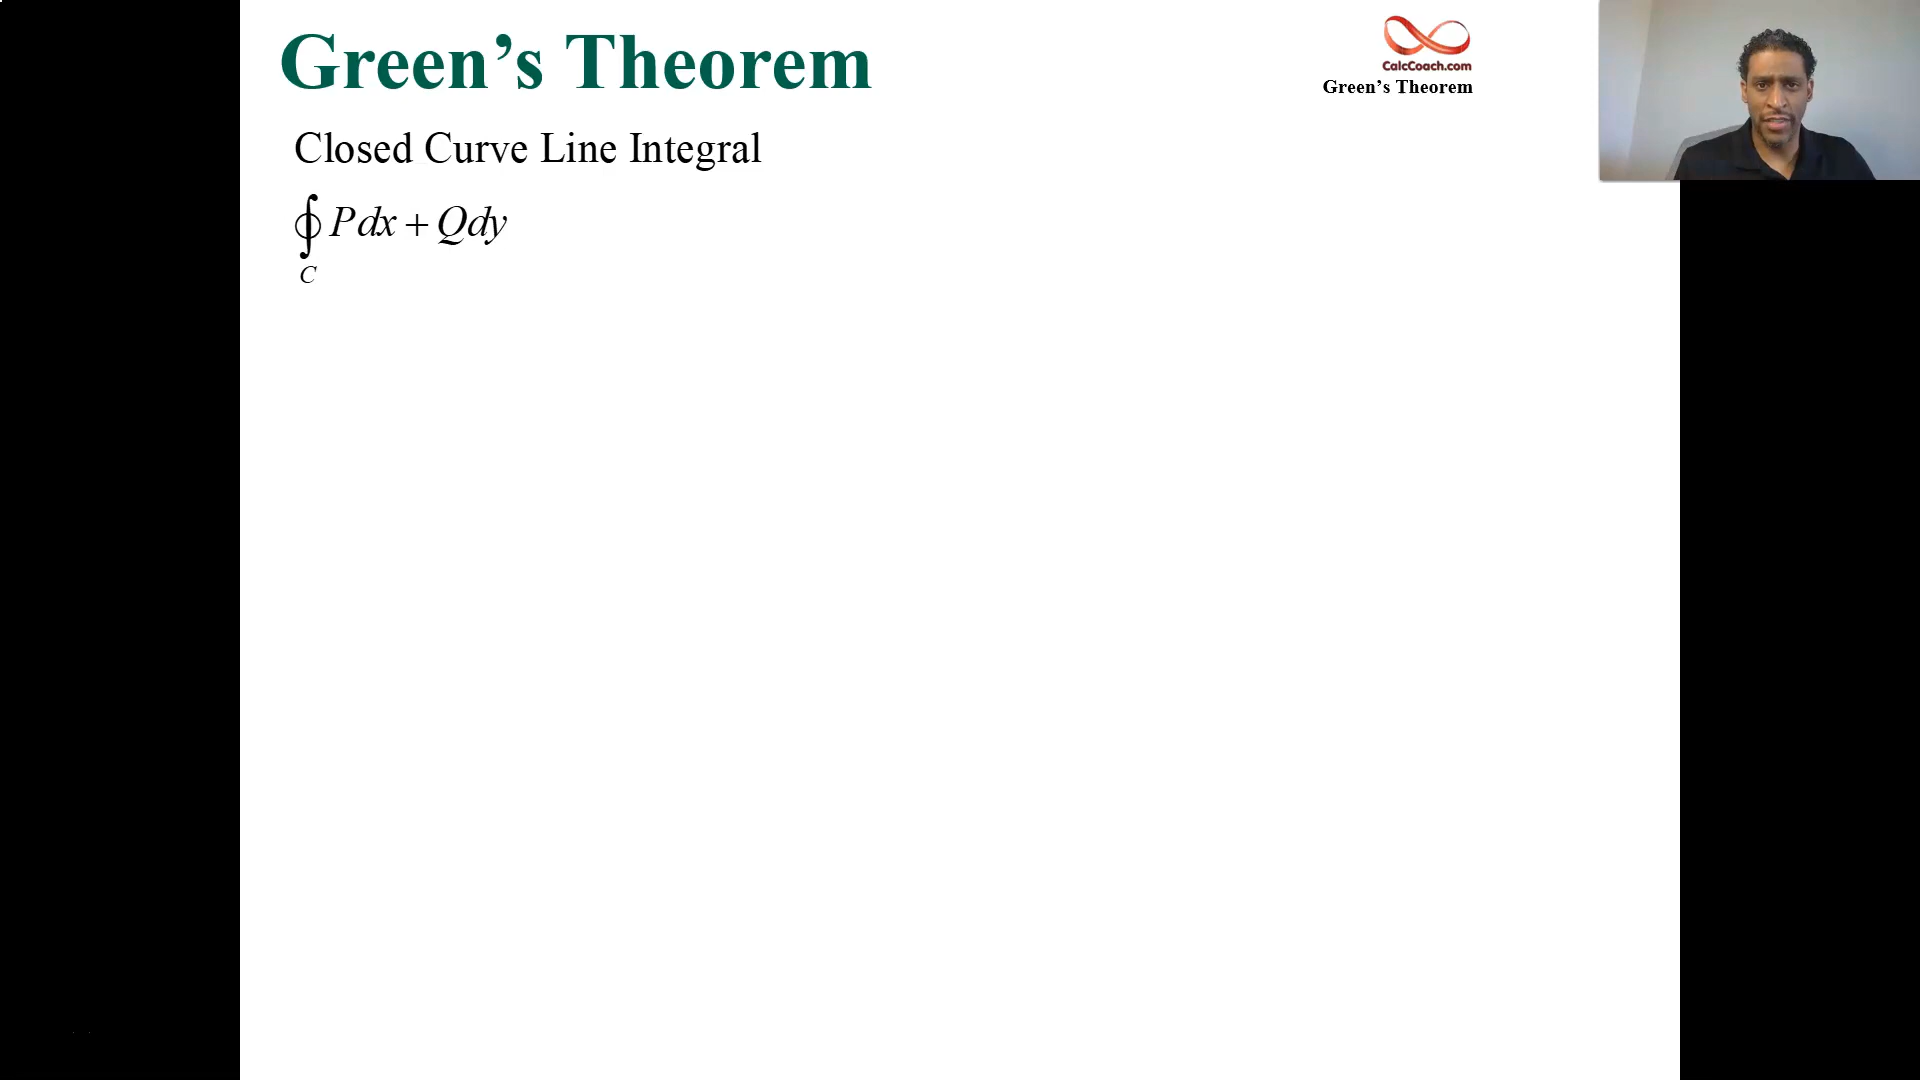 Green’s Theorem
CalcCoach.com
Green’s Theorem
Closed Curve Line Integral
∮ P dx + Q dy
C